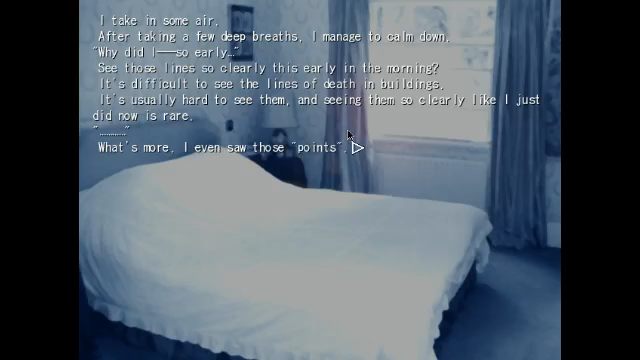 I take in some air.
After taking a few deep breaths, I manage to calm down.
"Why did I──so early…"
See those lines so clearly this early in the morning?
It's difficult to see the lines of death in buildings.
It's usually hard to see them, and seeing them so clearly like I just
did now is rare.
"…………"
What's more, I even saw those "points".